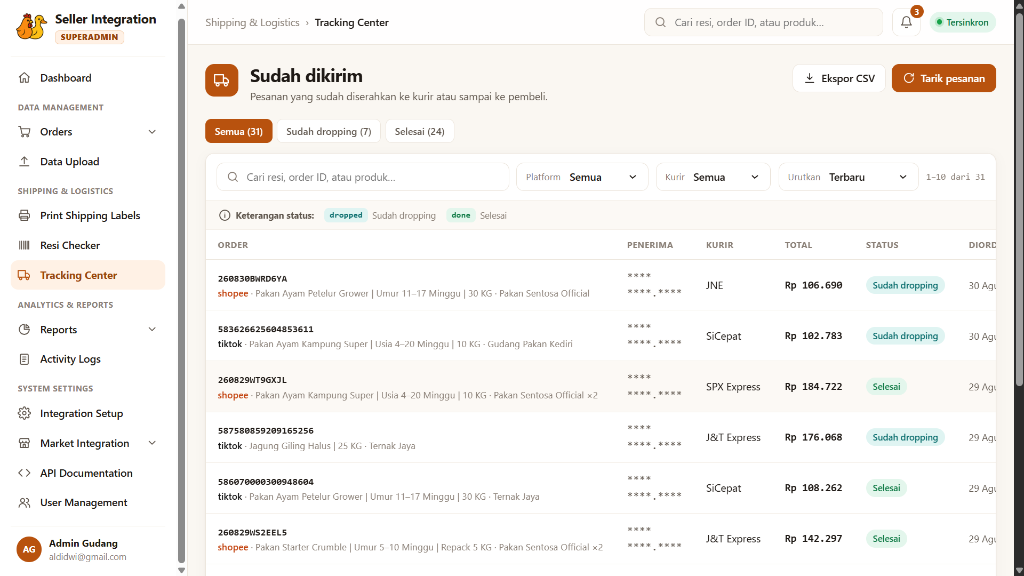 Seller Integration
SUPERADMIN
Dashboard
DATA MANAGEMENT
Orders
Data Upload
SHIPPING & LOGISTICS
Print Shipping Labels
Resi Checker
Tracking Center
ANALYTICS & REPORTS
Reports
Activity Logs
SYSTEM SETTINGS
Integration Setup
Market Integration
API Documentation
User Management
AG
Admin Gudang
aldidwi@gmail.com
Shipping & Logistics › Tracking Center
Cari resi, order ID, atau produk...
3
Tersinkron
Sudah dikirim
Pesanan yang sudah diserahkan ke kurir atau sampai ke pembeli.
Ekspor CSV
Tarik pesanan
Semua (31)
Sudah dropping (7)
Selesai (24)
Cari resi, order ID, atau produk...
Platform Semua
Kurir Semua
Urutkan Terbaru
1–10 dari 31
Keterangan status: dropped Sudah dropping done Selesai
ORDER PENERIMA KURIR TOTAL STATUS DIORD
260830BWRD6YA
shopee · Pakan Ayam Petelur Grower | Umur 11–17 Minggu | 30 KG · Pakan Sentosa Official
****
****.****
JNE
Rp 106.690
Sudah dropping
30 Agu
583626625604853611
tiktok · Pakan Ayam Kampung Super | Usia 4–20 Minggu | 10 KG · Gudang Pakan Kediri
****
****.****
SiCepat
Rp 102.783
Sudah dropping
30 Agu
260829WT9GXJL
shopee · Pakan Ayam Kampung Super | Usia 4–20 Minggu | 10 KG · Pakan Sentosa Official ×2
****
****.****
SPX Express
Rp 184.722
Selesai
29 Agu
587580859209165256
tiktok · Jagung Giling Halus | 25 KG · Ternak Jaya
****
****.****
J&T Express
Rp 176.068
Sudah dropping
29 Agu
586070000300948604
tiktok · Pakan Ayam Petelur Grower | Umur 11–17 Minggu | 30 KG · Ternak Jaya
****
****.****
SiCepat
Rp 108.262
Selesai
29 Agu
260829WS2EEL5
shopee · Pakan Starter Crumble | Umur 5–10 Minggu | Repack 5 KG · Pakan Sentosa Official ×2
****
****.****
J&T Express
Rp 142.297
Selesai
29 Agu